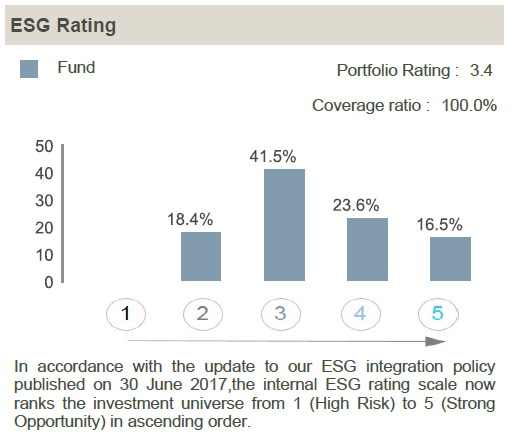 ESG Rating
Fund
Portfolio Rating : 3.4
Coverage ratio : 100.0%
50
40
30
20
10
0
18.4%
41.5%
23.6%
16.5%
1 2 3 4 5
In accordance with the update to our ESG integration policy
published on 30 June 2017,the internal ESG rating scale now
ranks the investment universe from 1 (High Risk) to 5 (Strong
Opportunity) in ascending order.